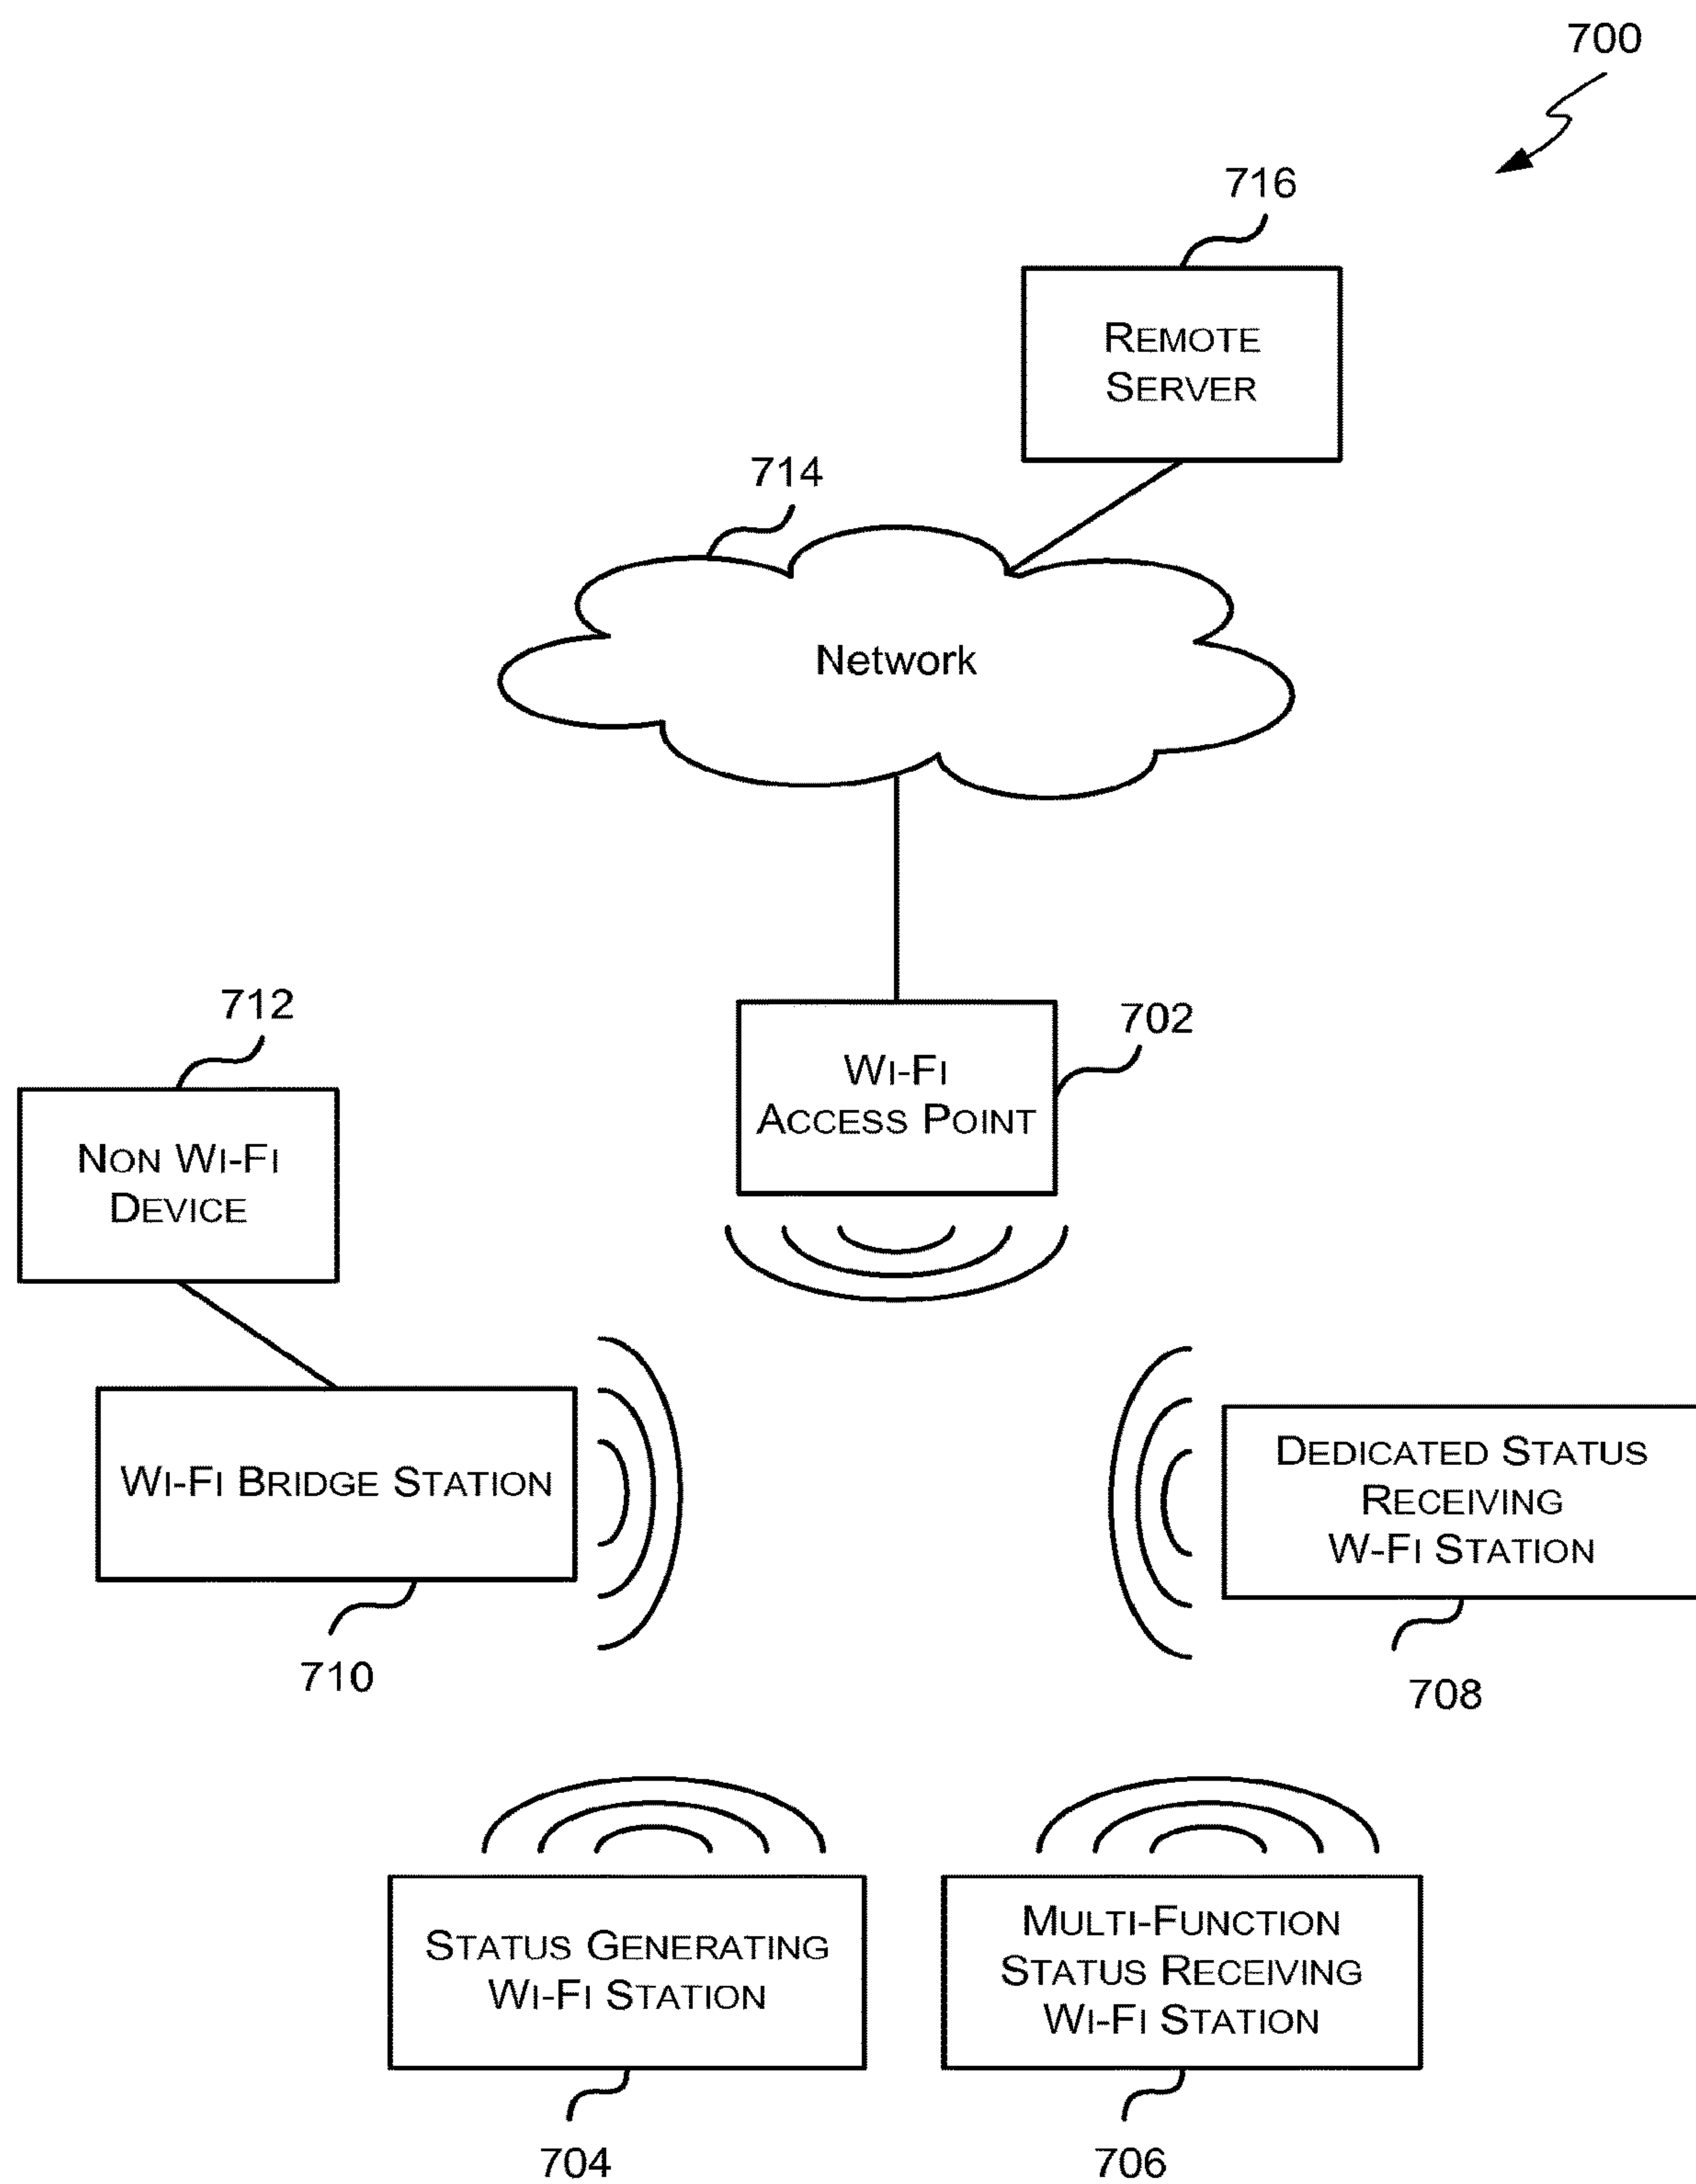 700
716
REMOTE
SERVER
714
Network
712
702
WI-FI
ACCESS POINT
NON WI-FI
DEVICE
WI-FI BRIDGE STATION
DEDICATED STATUS
RECEIVING
W-FI STATION
710
708
STATUS GENERATING
WI-FI STATION
MULTI-FUNCTION
STATUS RECEIVING
WI-FI STATION
704
706